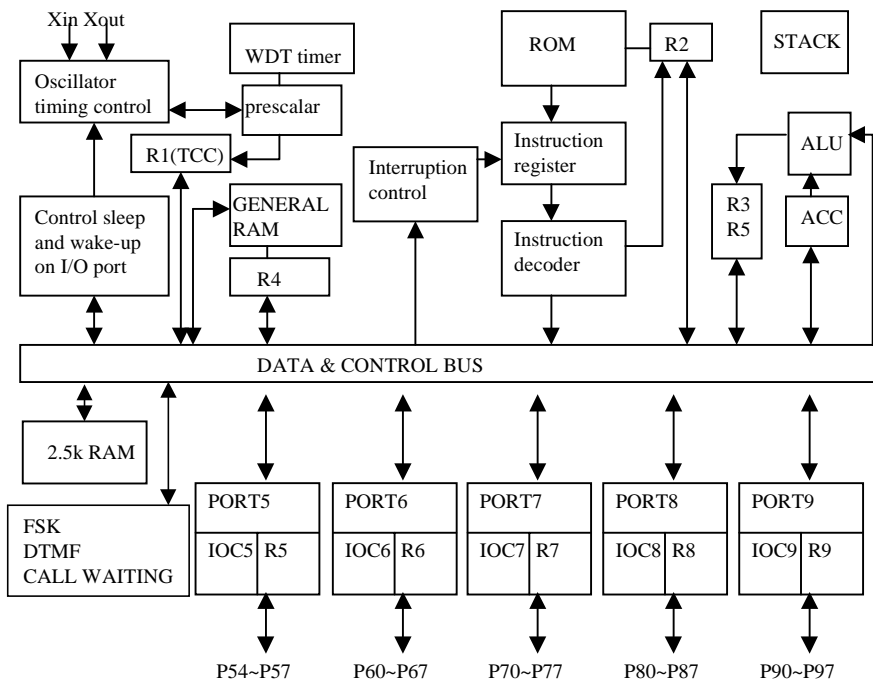 Xin Xout
Oscillator
timing control
WDT timer
prescalar
R1(TCC)
ROM
R2
STACK
Interruption
control
Instruction
register
ALU
Control sleep
and wake-up
on I/O port
GENERAL
RAM
R4
Instruction
decoder
R3
R5
ACC
DATA & CONTROL BUS
2.5k RAM
FSK
DTMF
CALL WAITING
PORT5
IOC5 R5
P54~P57
PORT6
IOC6 R6
P60~P67
PORT7
IOC7 R7
P70~P77
PORT8
IOC8 R8
P80~P87
PORT9
IOC9 R9
P90~P97